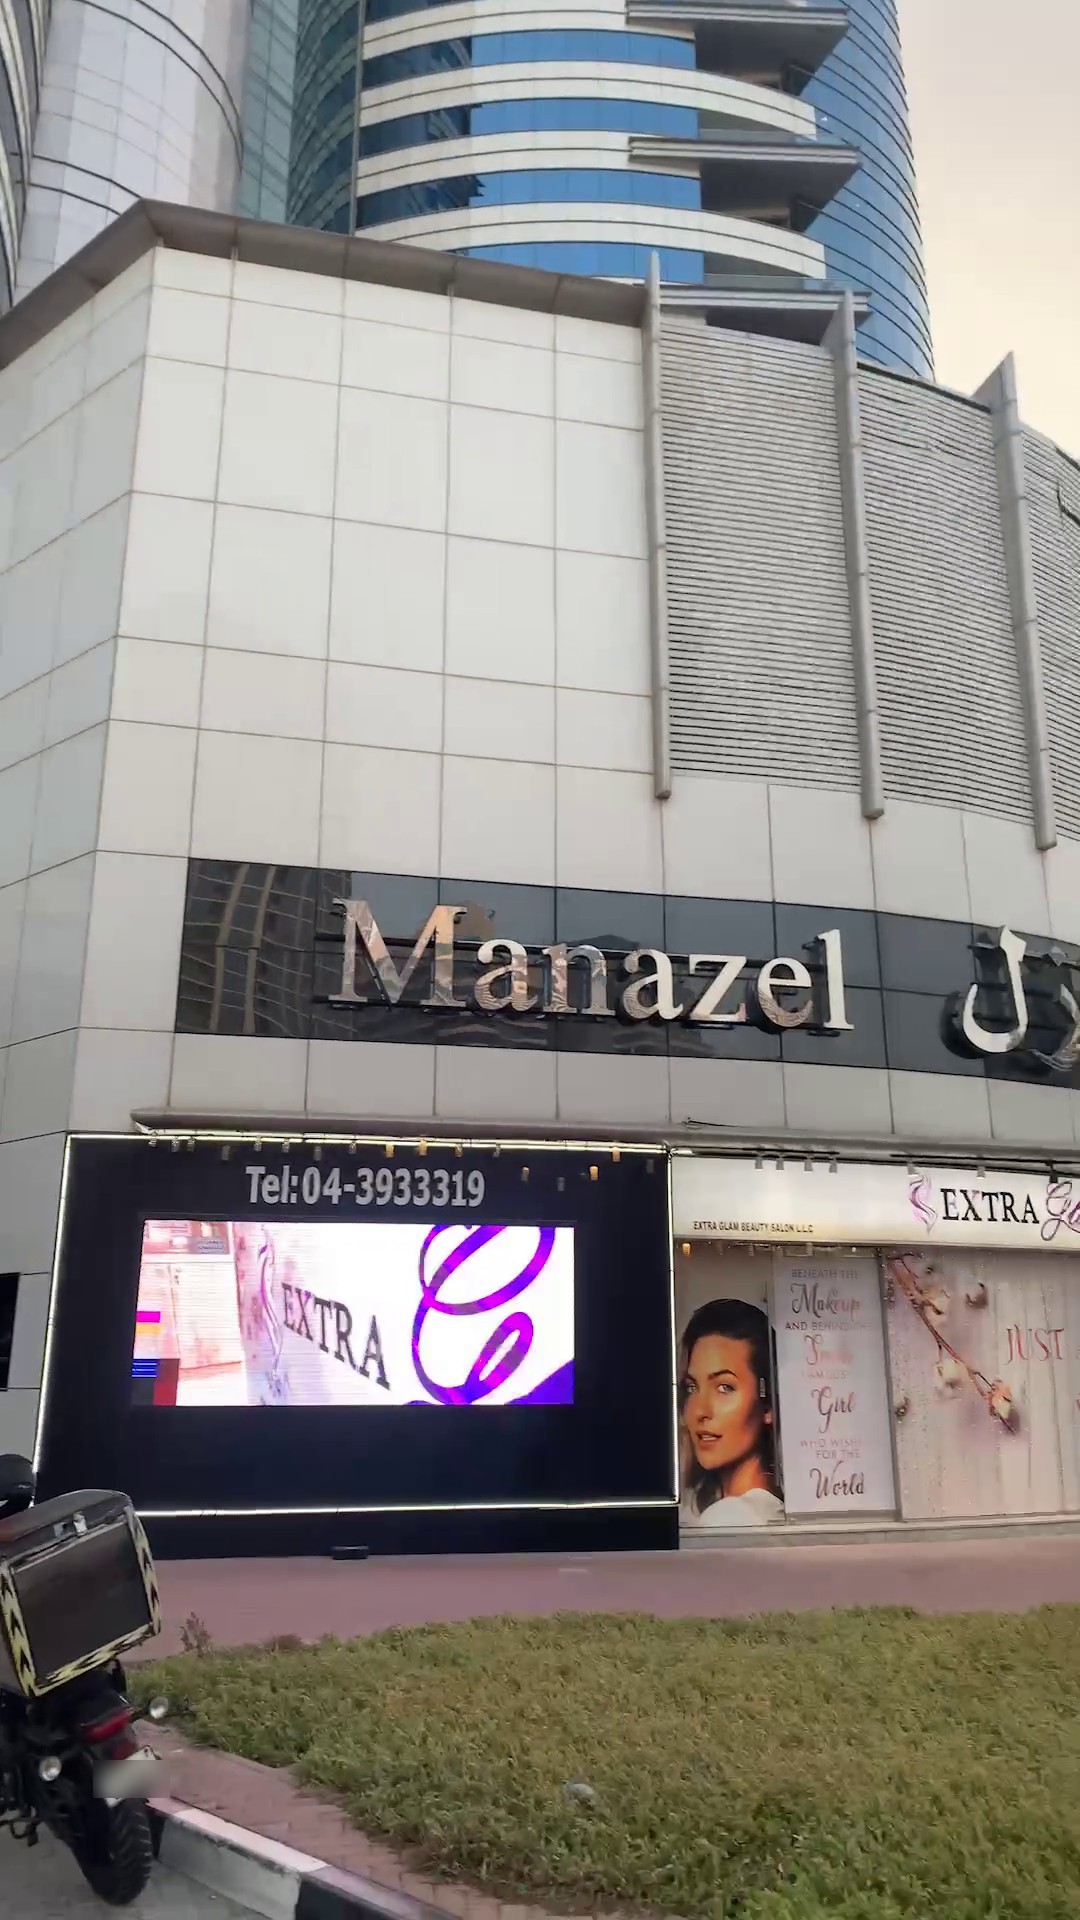 Manazel
Tel:04-3933319
EXTRA
EXTRA GLAM BEAUTY SALON L.L.C
EXTRA
BENEATH THE
Makeup
AND BEHIND THE
FAMOUS
Girl
WHO WISHES
FOR THE
World
JUST